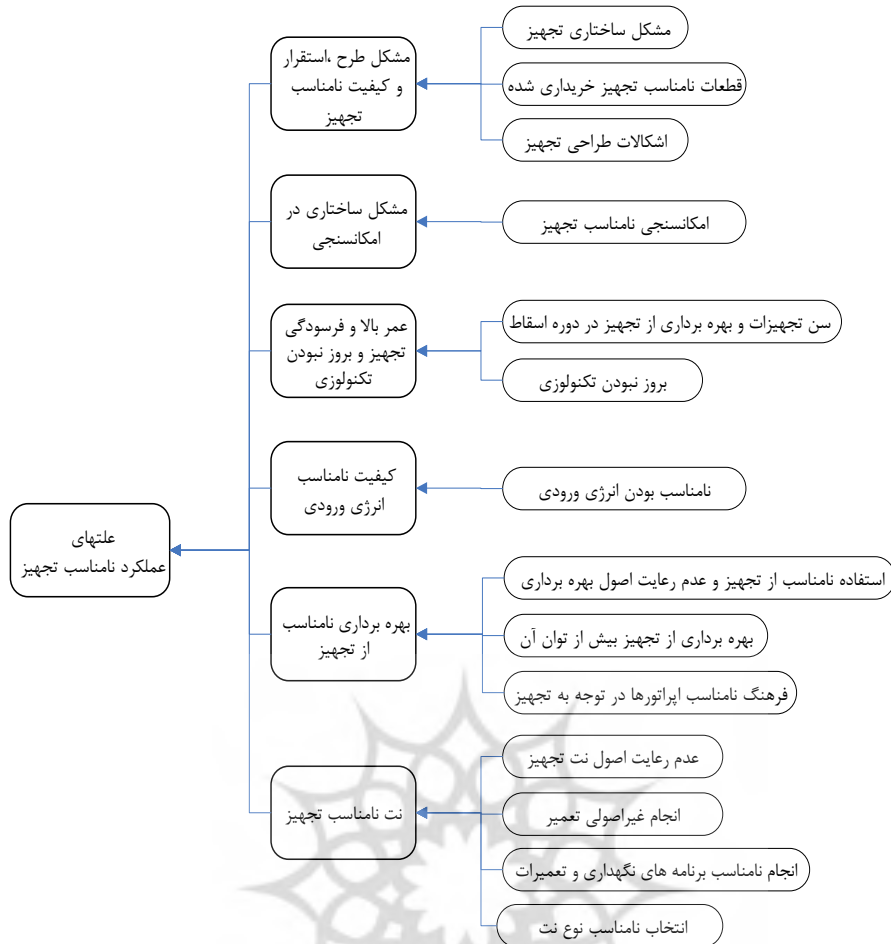 مشکل طرح ،استقرار
و کیفیت نامناسب
تجهیز
مشکل ساختاری تجهیز
قطعات نامناسب تجهیز خریداری شده
اشکالات طراحی تجهیز
مشکل ساختاری در
امکانسنجی
امکانسنجی نامناسب تجهیز
عمر بالا و فرسودگی
تجهیز و بروز نبودن
تکنولوزی
سن تجهیزات و بهره برداری از تجهیز در دوره اسقاط
بروز نبودن تکنولوزی
کیفیت نامناسب
انرژی ورودی
نامناسب بودن انرژی ورودی
علتهای
عملکرد نامناسب تجهیز
بهره برداری نامناسب
از تجهیز
استفاده نامناسب از تجهیز و عدم رعایت اصول بهره برداری
بهره برداری از تجهیز بیش از توان آن
فرهنگ نامناسب اپراتورها در توجه به تجهیز
نت نامناسب تجهیز
عدم رعایت اصول نت تجهیز
انجام غیراصولی تعمیر
انجام نامناسب برنامه های نگهداری و تعمیرات
انتخاب نامناسب نوع نت